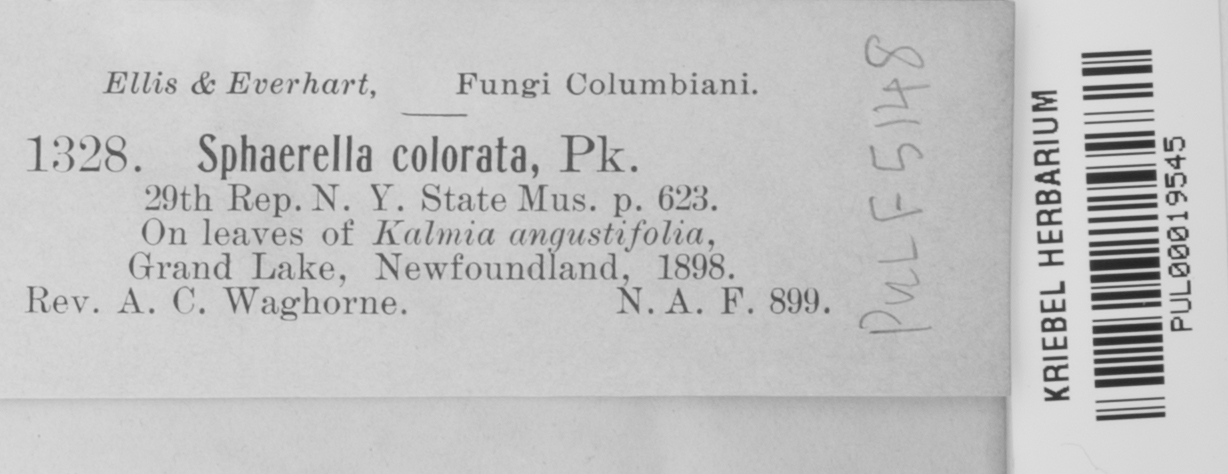 Ellis & Everhart, Fungi Columbiani.
1328. Sphaerella colorata, Pk.
29th Rep. N. Y. State Mus. p. 623.
On leaves of Kalmia angustifolia,
Grand Lake, Newfoundland, 1898.
Rev. A. C. Waghorne. N. A. F. 899.
PUL F5148
KRIEBEL HERBARIUM
PUL00019545